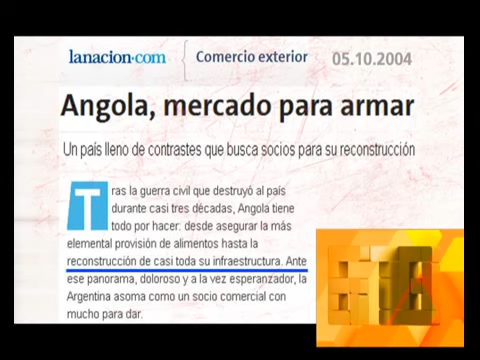 lanacion.com
Comercio exterior
05.10.2004
Angola, mercado para armar
Un país lleno de contrastes que busca socios para su reconstrucción
Tras la guerra civil que destruyó al país
durante casi tres décadas, Angola tiene
todo por hacer: desde asegurar la más
elemental provisión de alimentos hasta la
reconstrucción de casi toda su infraestructura. Ante
ese panorama, doloroso y a la vez esperanzador, la
Argentina asoma como un socio comercial con
mucho para dar.